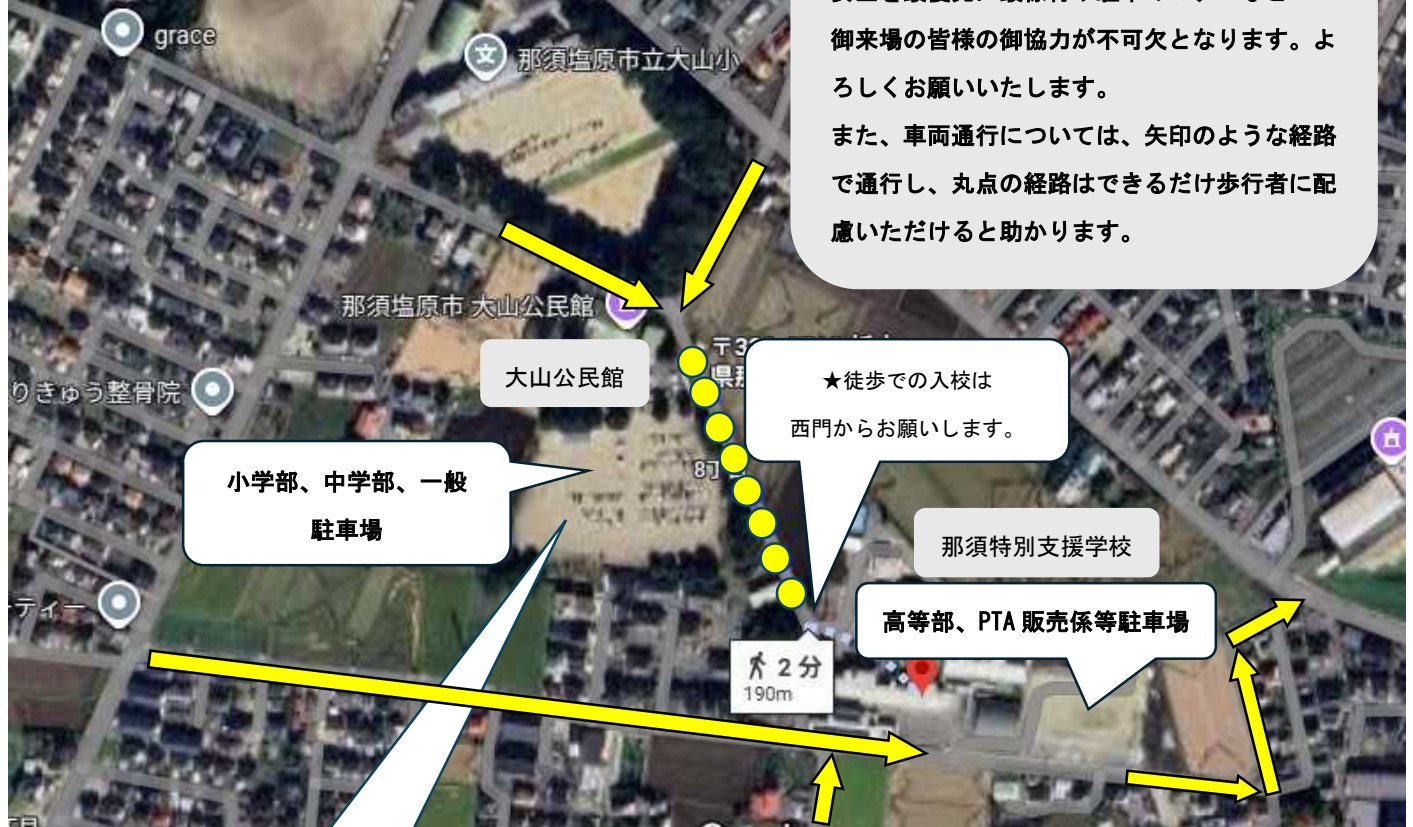 御来場の皆様の御協力が不可欠となります。よ
ろしくお願いいたします。
また、車両通行については、矢印のような経路
で通行し、丸点の経路はできるだけ歩行者に配
慮いただけると助かります。
grace
那須塩原市立大山小
那須塩原市 大山公民館
大山公民館
★徒歩での入校は
西門からお願いします。
りきゅう整骨院
小学部、中学部、一般
駐車場
那須特別支援学校
高等部、PTA 販売係等駐車場
ーティー
2 分
190m